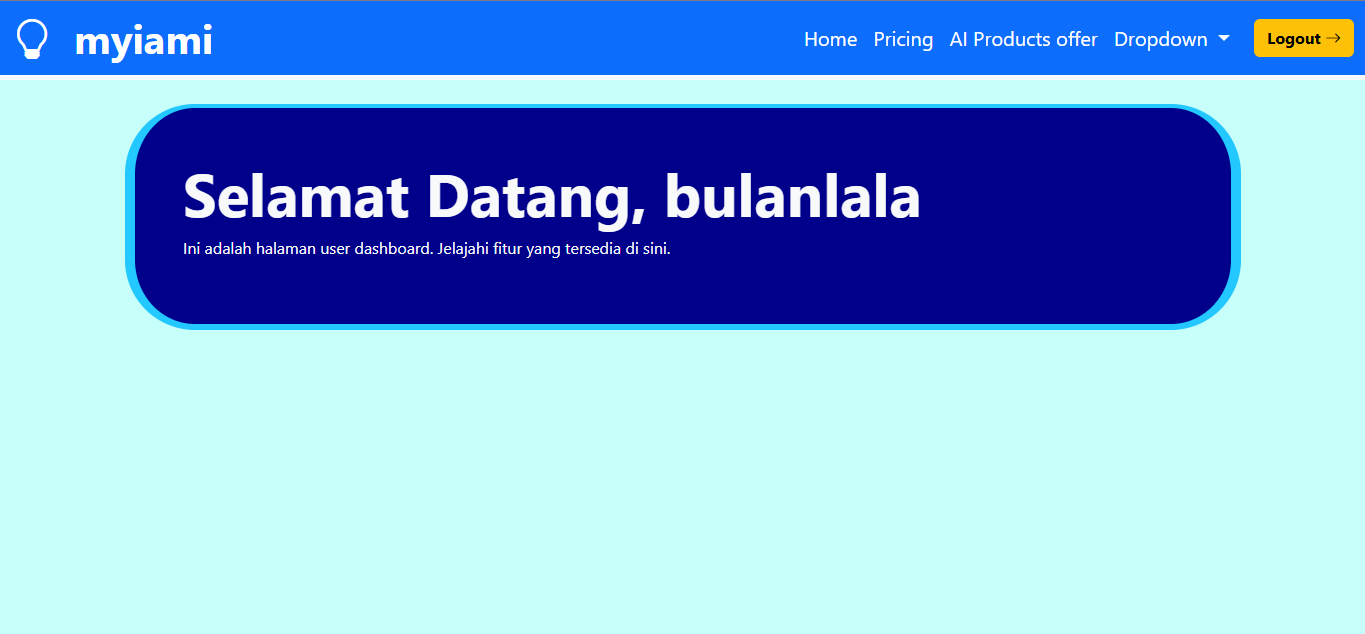 myiami
Home Pricing AI Products offer Dropdown Logout
Selamat Datang, bulanlala
Ini adalah halaman user dashboard. Jelajahi fitur yang tersedia di sini.